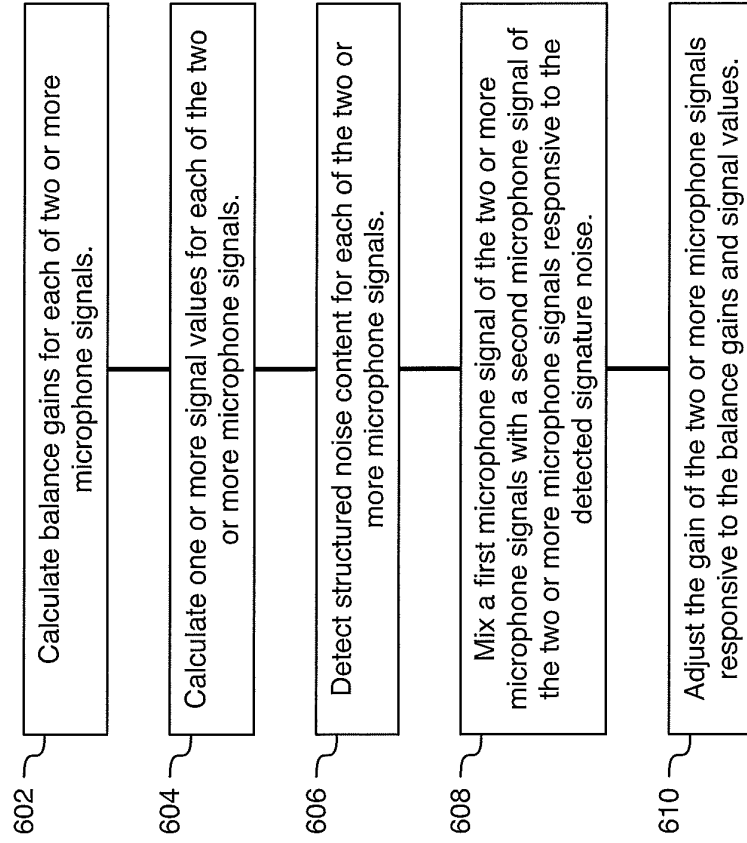 602
Calculate balance gains for each of two or more
microphone signals.
604
Calculate one or more signal values for each of the two
or more microphone signals.
606
Detect structured noise content for each of the two or
more microphone signals.
608
Mix a first microphone signal of the two or more
microphone signals with a second microphone signal of
the two or more microphone signals responsive to the
detected signature noise.
610
Adjust the gain of the two or more microphone signals
responsive to the balance gains and signal values.